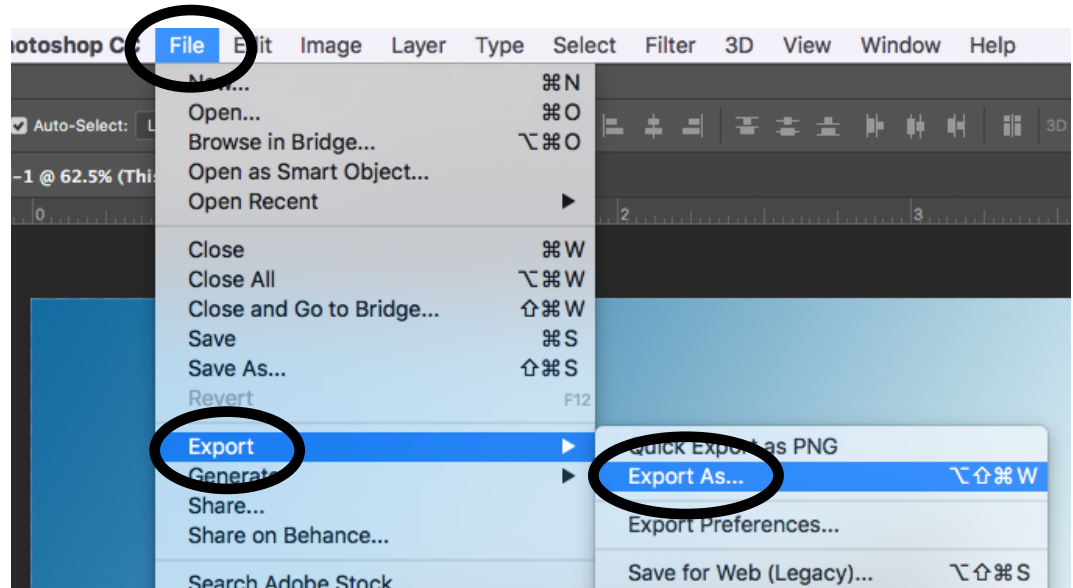 otoshop CC File Edit Image Layer Type Select Filter 3D View Window Help
New... ⌘N
Auto-Select: L 3D
Open... ⌘O
Browse in Bridge... ⌥⌘O
-1 @ 62.5% (This
Open as Smart Object...
Open Recent ▶
0 2 3
Close ⌘W
Close All ⌥⌘W
Close and Go to Bridge... ⇧⌘W
Save ⌘S
Save As... ⇧⌘S
Revert F12
Export ▶
Quick Export as PNG
Generate ▶
Export As... ⌥⇧⌘W
Share...
Export Preferences...
Share on Behance...
Save for Web (Legacy)... ⌥⇧⌘S
Search Adobe Stock...